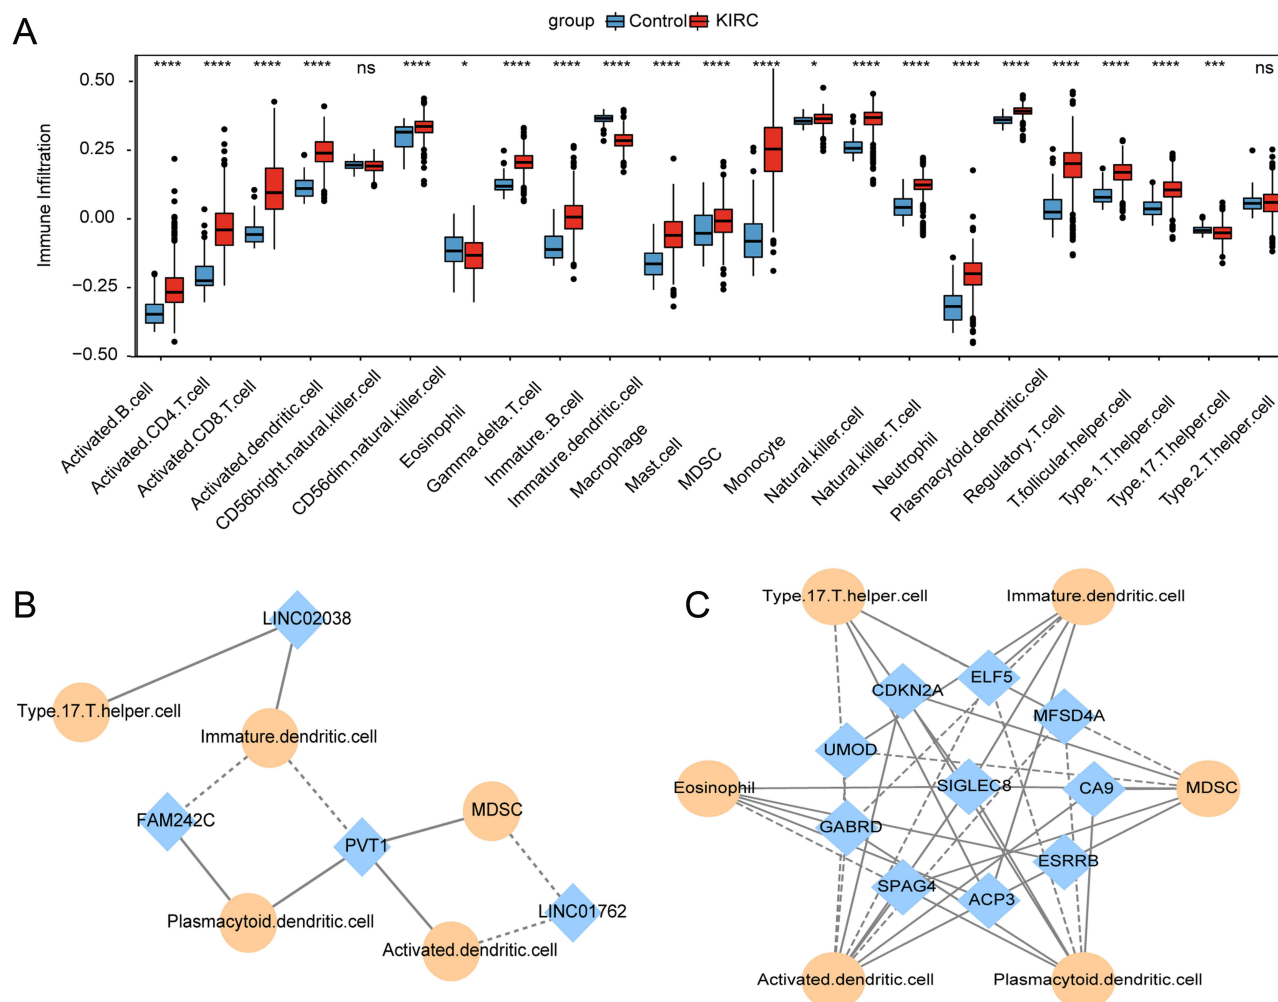 A
group Control KIRC
Immune Infiltration
0.50
0.25
0.00
−0.25
−0.50
**** **** **** **** ns **** * **** **** **** **** **** **** * **** **** **** **** **** **** **** *** ns
Activated.B.cell
Activated.CD4.T.cell
Activated.CD8.T.cell
Activated.dendritic.cell
CD56bright.natural.killer.cell
CD56dim.natural.killer.cell
Eosinophil
Gamma.delta.T.cell
Immature..B.cell
Immature.dendritic.cell
Macrophage
Mast.cell
MDSC
Monocyte
Natural.killer.cell
Natural.killer.T.cell
Neutrophil
Plasmacytoid.dendritic.cell
Regulatory.T.cell
T.follicular.helper.cell
Type.1.T.helper.cell
Type.17.T.helper.cell
Type.2.T.helper.cell
B
LINC02038
Type.17.T.helper.cell
Immature.dendritic.cell
MDSC
FAM242C
PVT1
LINC01762
Plasmacytoid.dendritic.cell
Activated.dendritic.cell
C
Type.17.T.helper.cell
Immature.dendritic.cell
ELF5
CDKN2A
MFSD4A
UMOD
Eosinophil
SIGLEC8
CA9
MDSC
GABRD
ESRRB
SPAG4
ACP3
Activated.dendritic.cell
Plasmacytoid.dendritic.cell